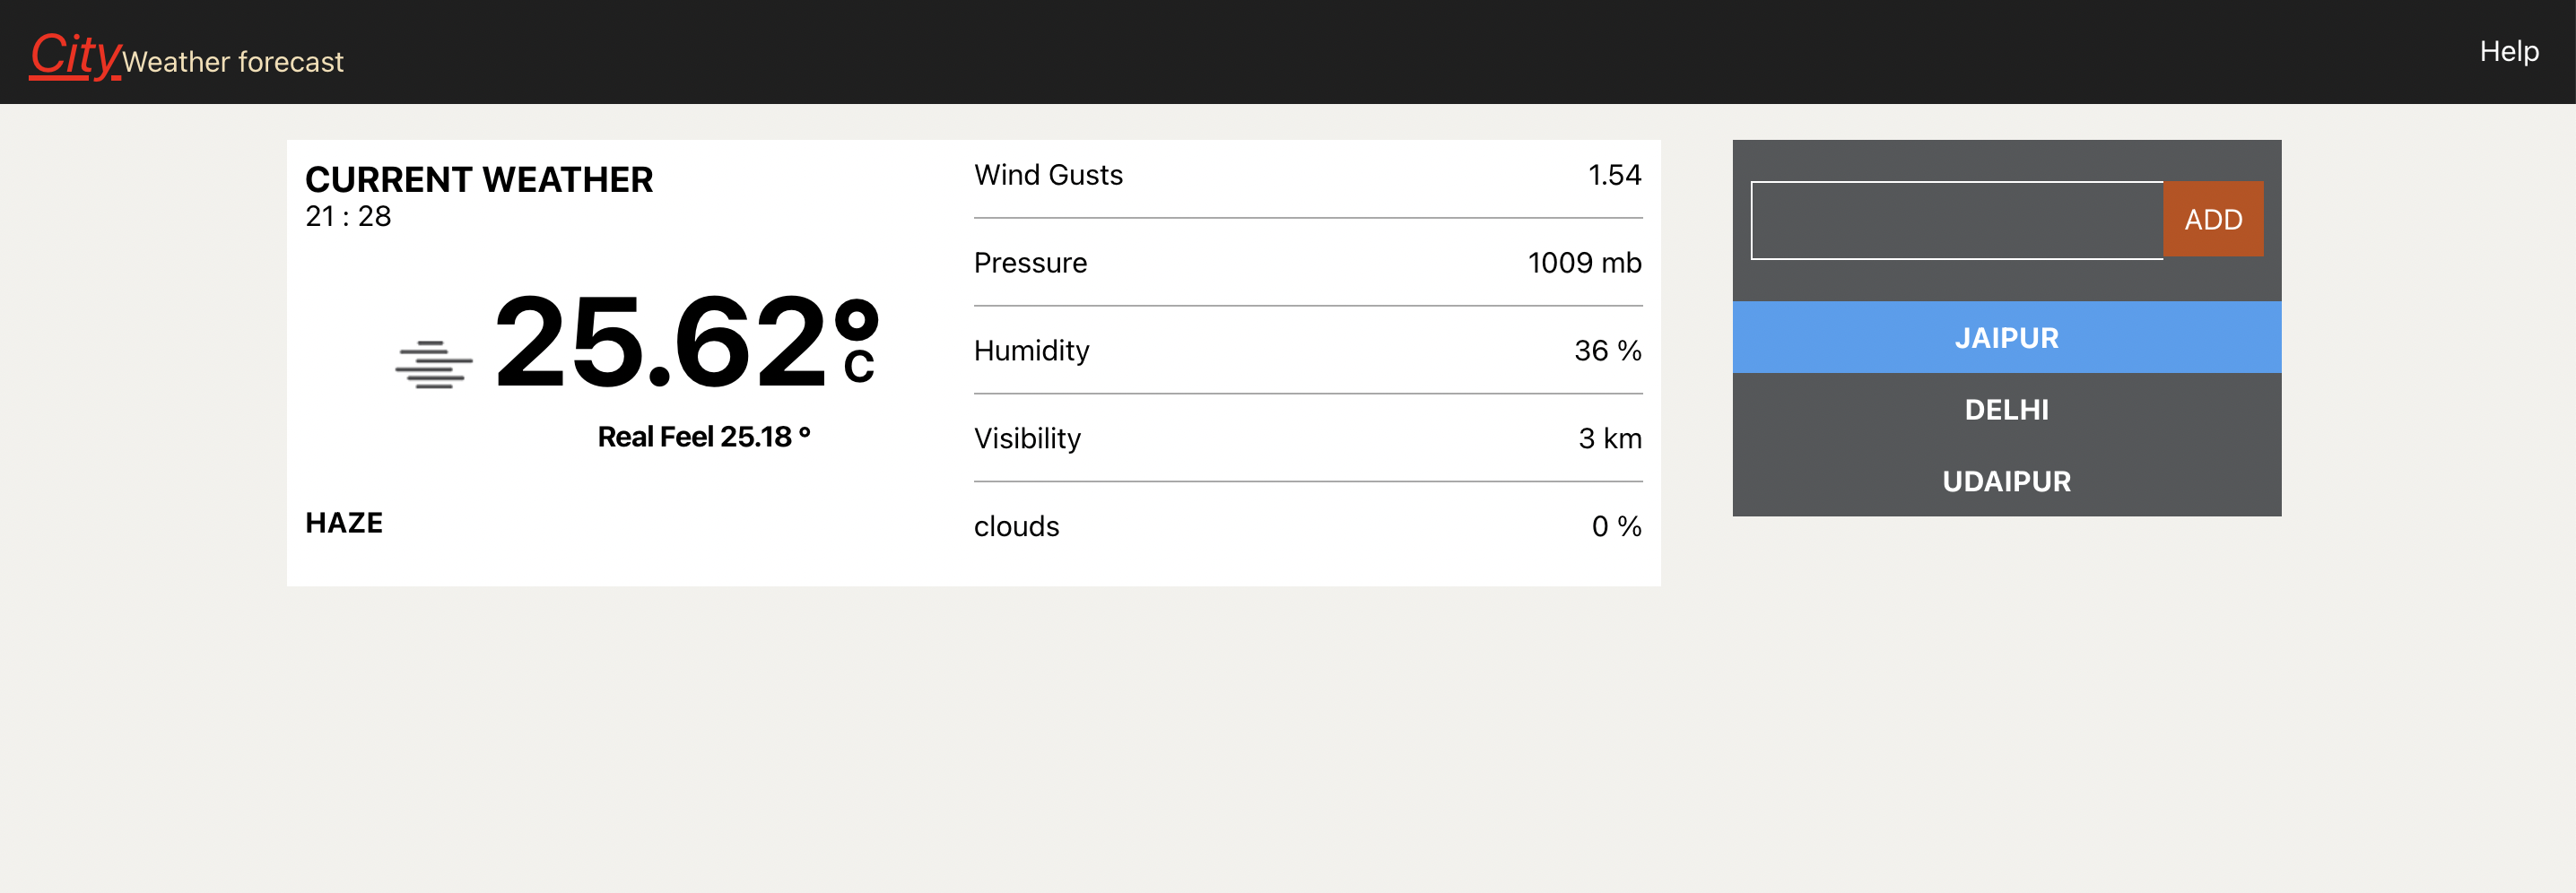 CityWeather forecast
Help
CURRENT WEATHER
21 : 28
25.62°C
Real Feel 25.18 °
HAZE
Wind Gusts 1.54
Pressure 1009 mb
Humidity 36 %
Visibility 3 km
clouds 0 %
ADD
JAIPUR
DELHI
UDAIPUR